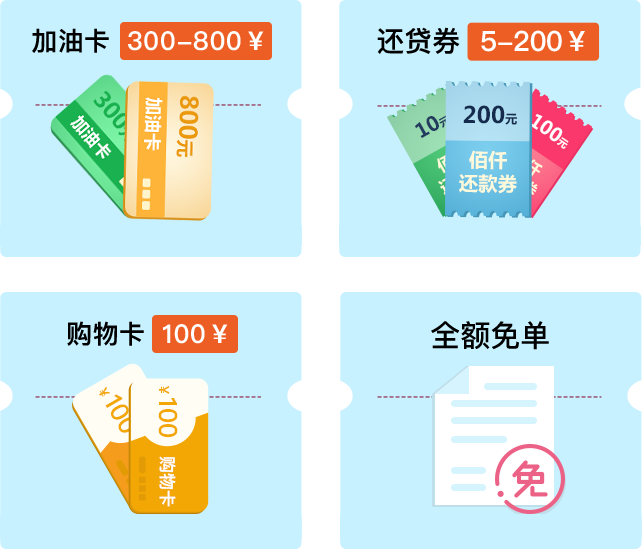 加油卡 300-800 ¥
300
加油卡
800元
加油卡
还贷券 5-200 ¥
10元
200元
100元
佰仟
还款券
购物卡 100 ¥
¥ 100
¥ 100
购物卡
全额免单
免